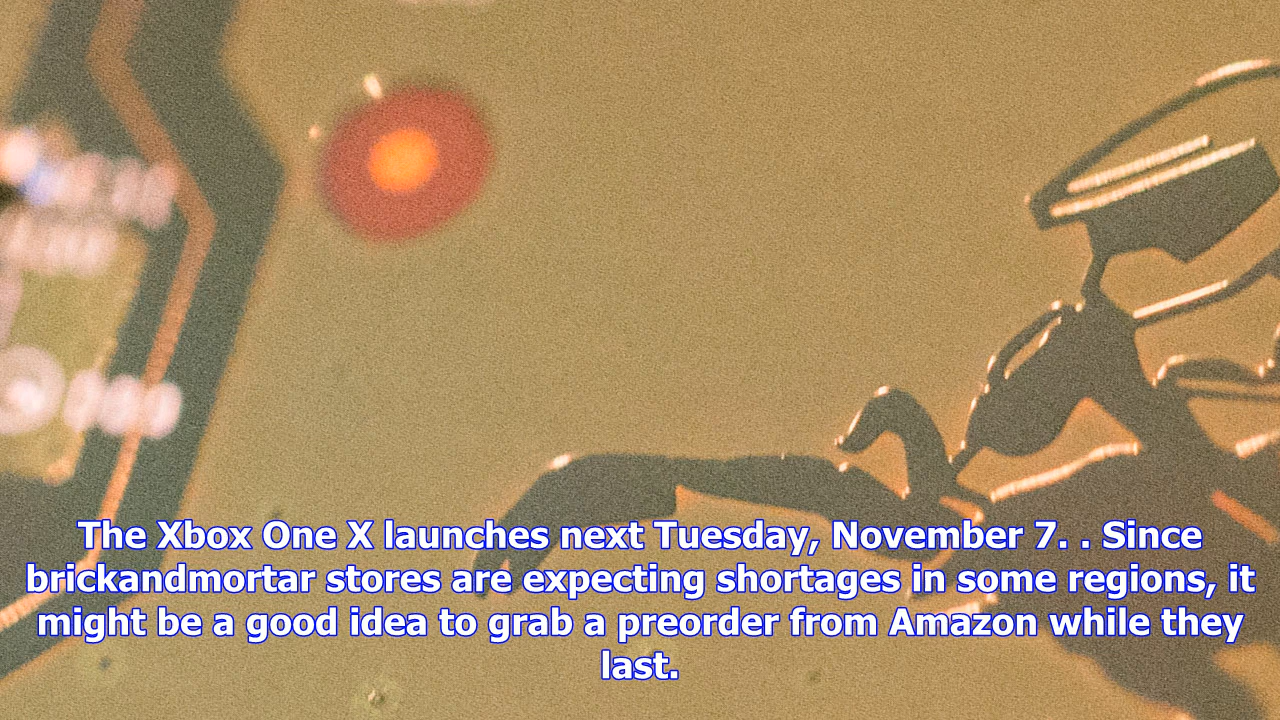 The Xbox One X launches next Tuesday, November 7. . Since
brickandmortar stores are expecting shortages in some regions, it
might be a good idea to grab a preorder from Amazon while they
last.